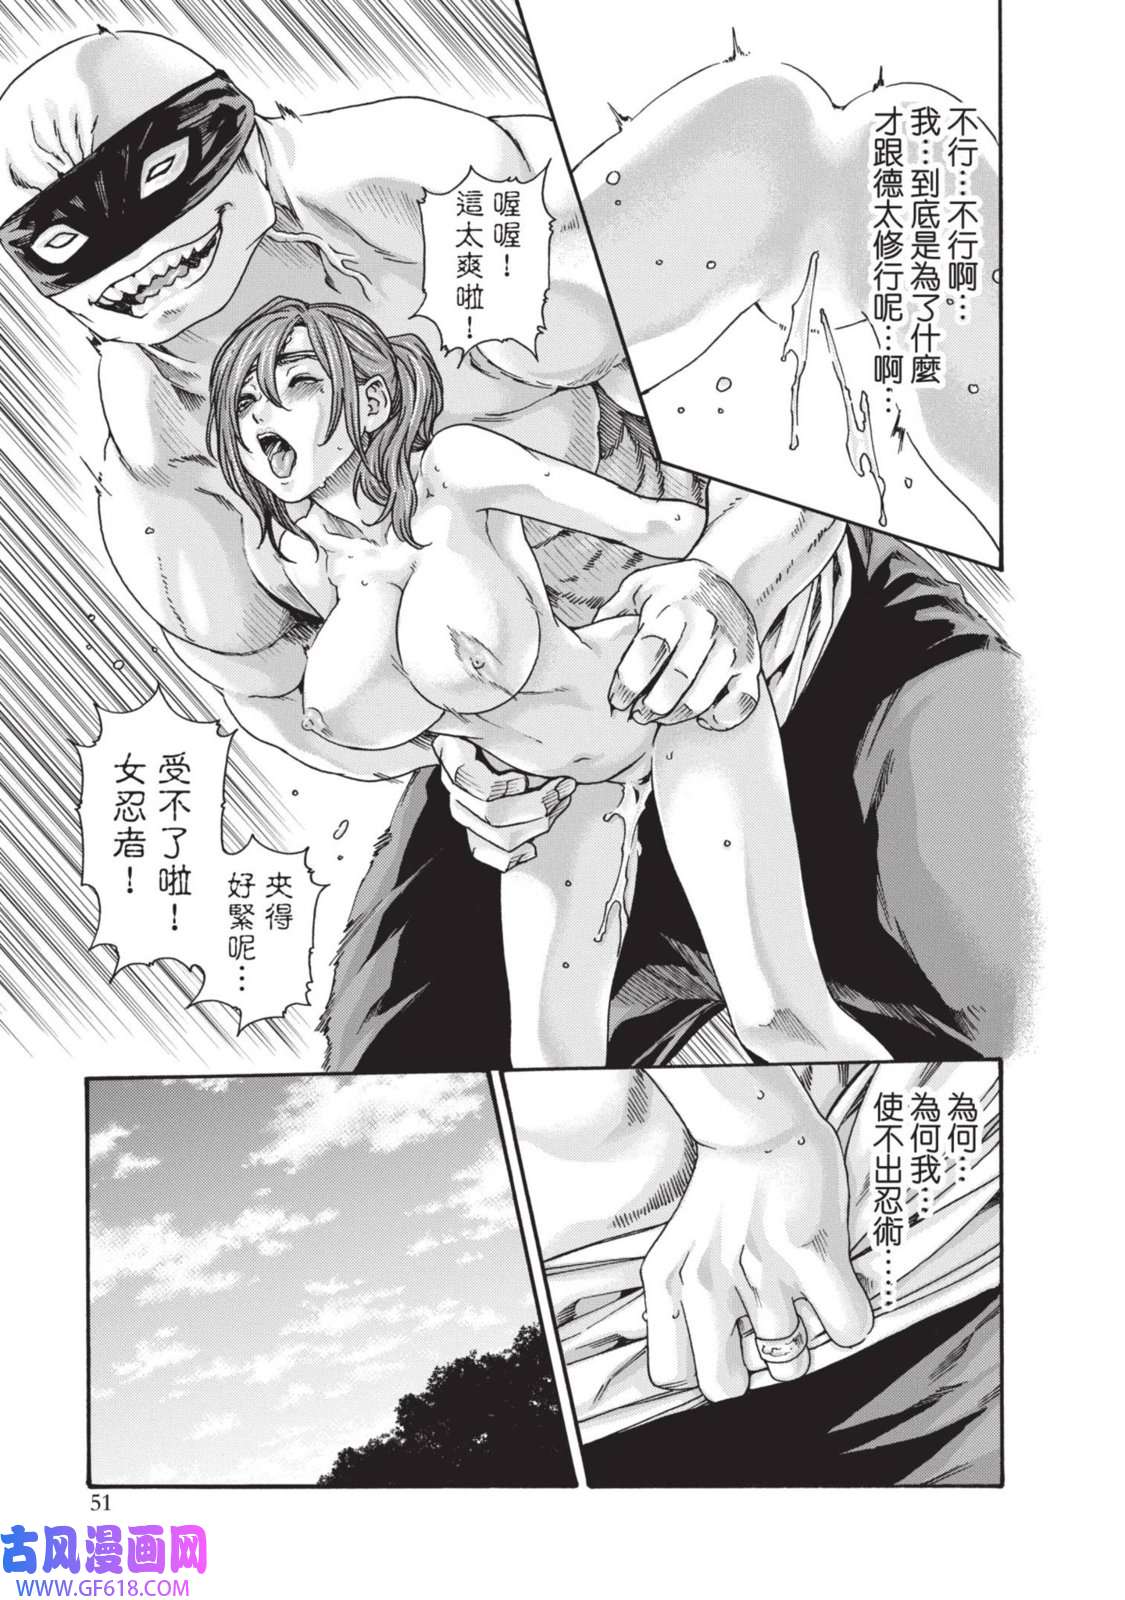 不行…不行啊…
我…到底是為了什麼
才跟德太修行呢…啊…
喔喔！
這太爽啦！
夾得
好緊呢…
受不了啦！
女忍者！
為何…
為何我…
使不出忍術……
51
古风漫画网
WWW.GF618.COM